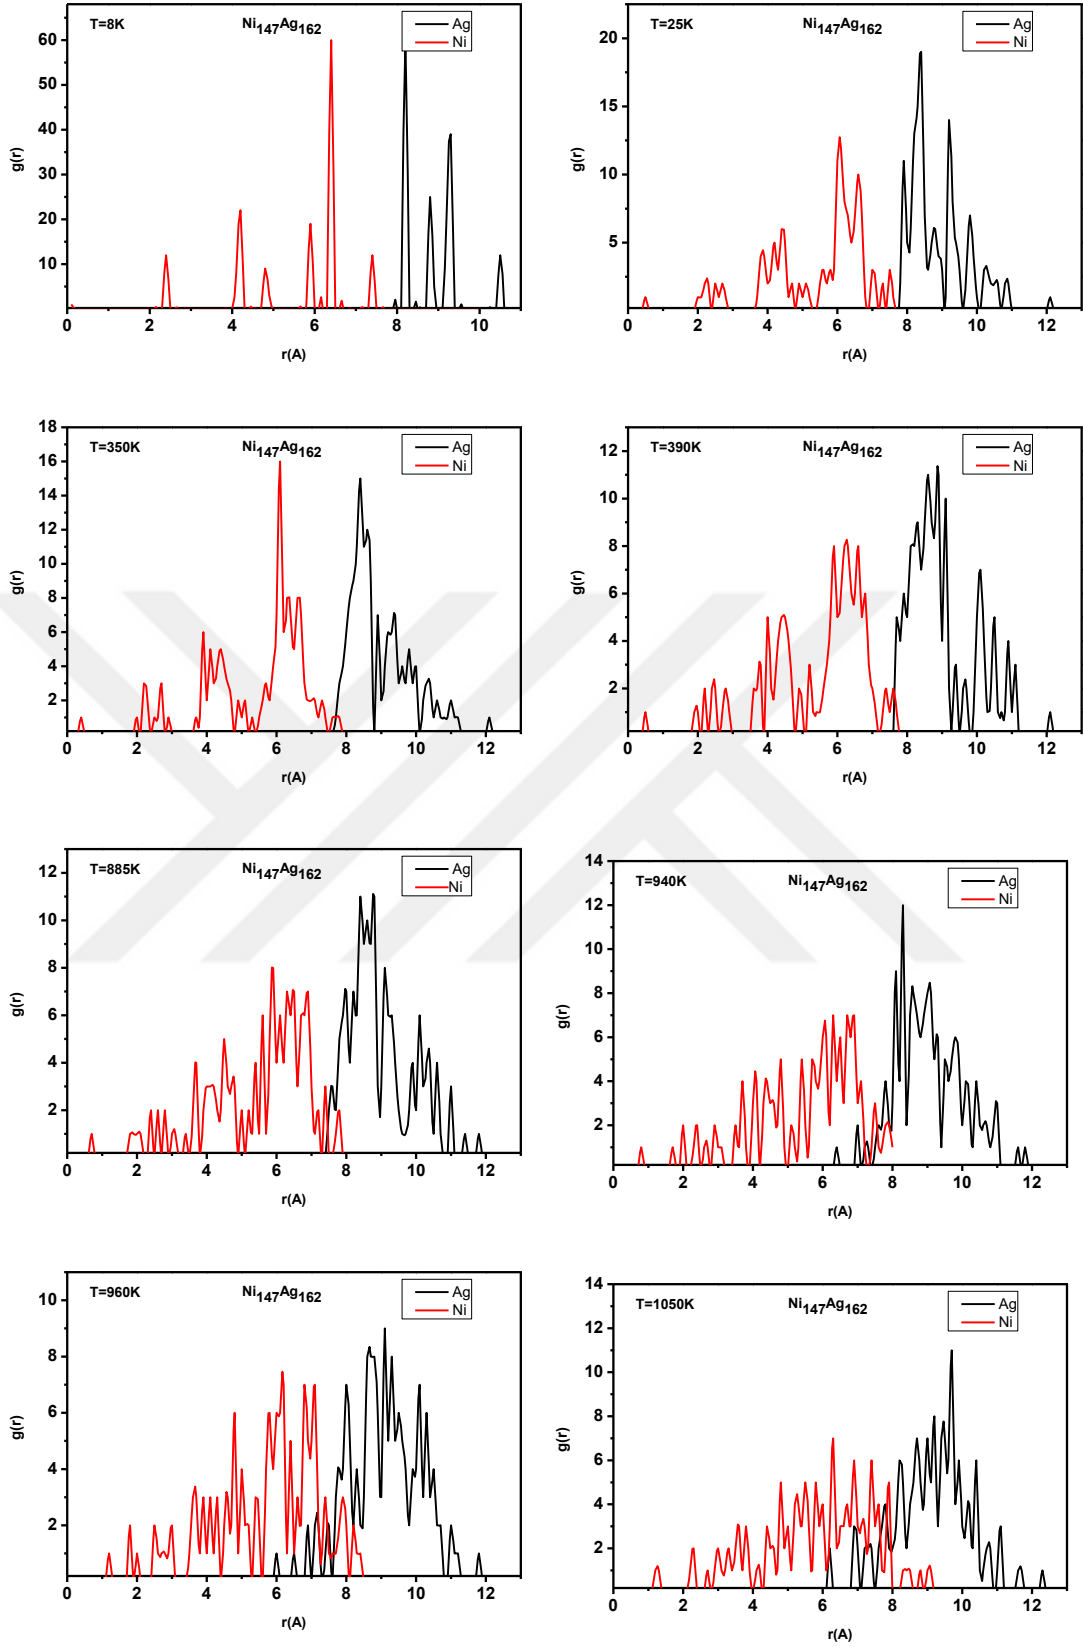 T=8K
Ni147Ag162
Ag
Ni
60
50
40
30
20
10
g(r)
0 2 4 6 8 10
r(A)
T=25K
Ni147Ag162
Ag
Ni
20
15
10
5
g(r)
0 2 4 6 8 10 12
r(A)
T=350K
Ni147Ag162
Ag
Ni
18
16
14
12
10
8
6
4
2
g(r)
0 2 4 6 8 10 12
r(A)
T=390K
Ni147Ag162
Ag
Ni
12
10
8
6
4
2
g(r)
0 2 4 6 8 10 12
r(A)
T=885K
Ni147Ag162
Ag
Ni
12
10
8
6
4
2
g(r)
0 2 4 6 8 10 12
r(A)
T=940K
Ni147Ag162
Ag
Ni
14
12
10
8
6
4
2
g(r)
0 2 4 6 8 10 12
r(A)
T=960K
Ni147Ag162
Ag
Ni
10
8
6
4
2
g(r)
0 2 4 6 8 10 12
r(A)
T=1050K
Ni147Ag162
Ag
Ni
14
12
10
8
6
4
2
g(r)
0 2 4 6 8 10 12
r(A)